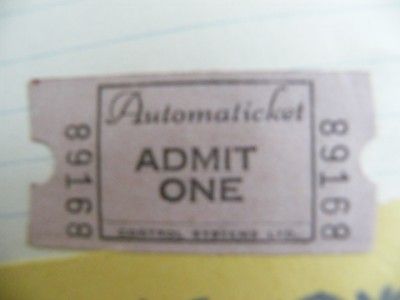 Automaticket
ADMIT
ONE
CONTROL SYSTEMS LTD.
89168
89168